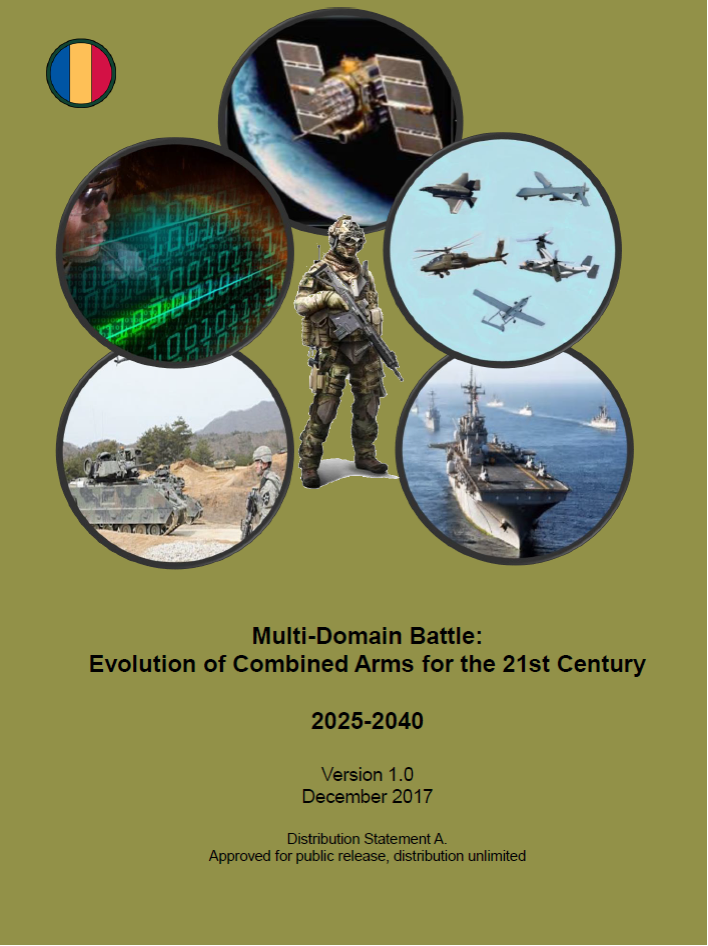 Multi-Domain Battle:
Evolution of Combined Arms for the 21st Century
2025-2040
Version 1.0
December 2017
Distribution Statement A.
Approved for public release, distribution unlimited